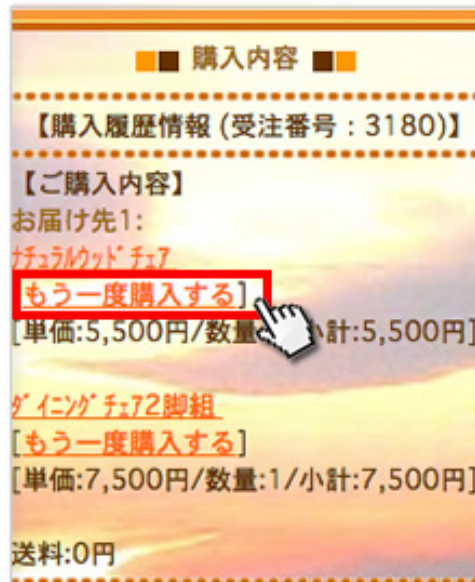 ■■ 購入内容 ■■
【購入履歴情報 (受注番号：3180)】
【ご購入内容】
お届け先1:
ﾅﾁｭﾗﾙｳｯﾄﾞﾁｪｱ
もう一度購入する]
[単価:5,500円/数量 小計:5,500円]
ﾀﾞｲﾆﾝｸﾞﾁｪｱ2脚組
[もう一度購入する]
[単価:7,500円/数量:1/小計:7,500円]
送料:0円